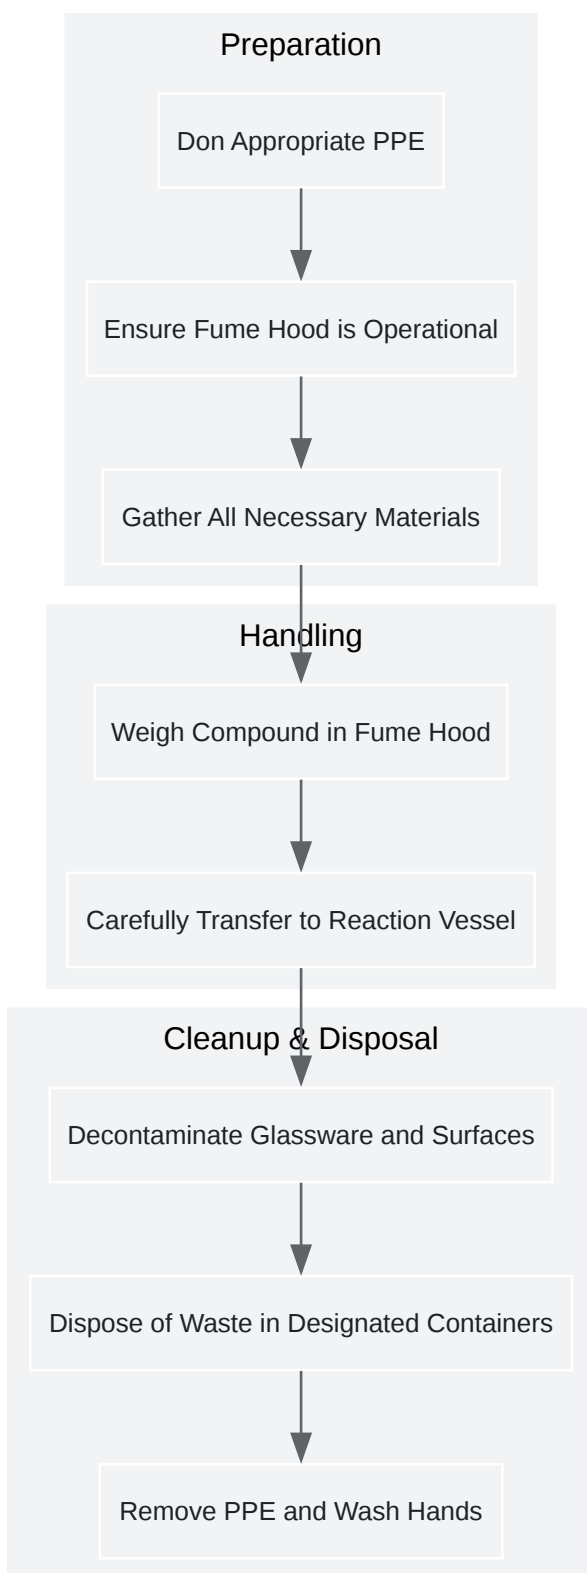 Preparation
Don Appropriate PPE
Ensure Fume Hood is Operational
Gather All Necessary Materials
Handling
Weigh Compound in Fume Hood
Carefully Transfer to Reaction Vessel
Cleanup & Disposal
Decontaminate Glassware and Surfaces
Dispose of Waste in Designated Containers
Remove PPE and Wash Hands